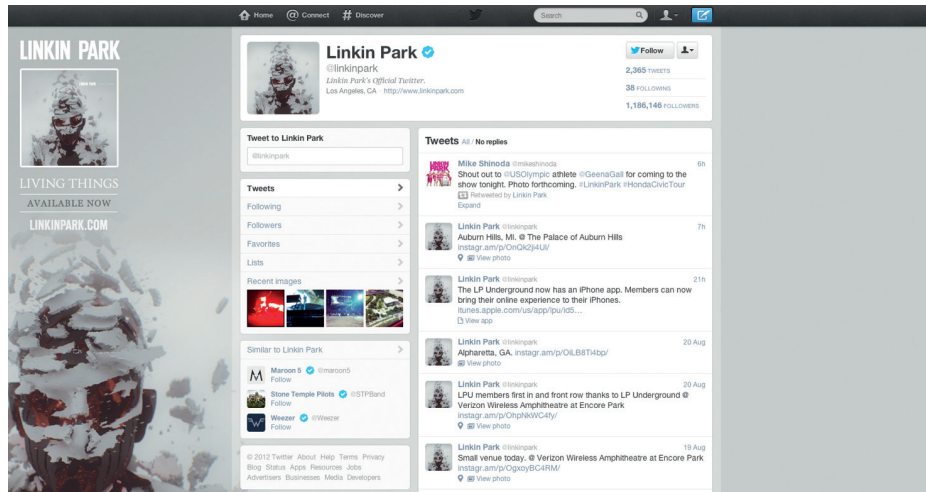 Home @ Connect # Discover
Search
LINKIN PARK
LIVING THINGS
AVAILABLE NOW
LINKINPARK.COM
Linkin Park
@linkinpark
Linkin Park's Official Twitter.
Los Angeles, CA · http://www.linkinpark.com
Follow
2,365 TWEETS
38 FOLLOWING
1,186,146 FOLLOWERS
Tweet to Linkin Park
@linkinpark
Tweets
Following
Followers
Favorites
Lists
Recent images
Similar to Linkin Park
Maroon 5 @maroon5
Follow
Stone Temple Pilots @STPBand
Follow
Weezer @Weezer
Follow
© 2012 Twitter About Help Terms Privacy
Blog Status Apps Resources Jobs
Advertisers Businesses Media Developers
Tweets All / No replies
Mike Shinoda @mikeshinoda 6h
Shout out to @USOlympic athlete @GeenaGall for coming to the
show tonight. Photo forthcoming. #LinkinPark #HondaCivicTour
Retweeted by Linkin Park
Expand
Linkin Park @linkinpark 7h
Auburn Hills, MI. @ The Palace of Auburn Hills
instagr.am/p/OnQk2ji4Ui/
View photo
Linkin Park @linkinpark 21h
The LP Underground now has an iPhone app. Members can now
bring their online experience to their iPhones.
itunes.apple.com/us/app/lpu/id5…
View app
Linkin Park @linkinpark 20 Aug
Alpharetta, GA. instagr.am/p/OiLB8Ti4bp/
View photo
Linkin Park @linkinpark 20 Aug
LPU members first in and front row thanks to LP Underground @
Verizon Wireless Amphitheatre at Encore Park
instagr.am/p/OhpNkWC4fy/
View photo
Linkin Park @linkinpark 19 Aug
Small venue today. @ Verizon Wireless Amphitheatre at Encore Park
instagr.am/p/OgxoyBC4RM/
View photo